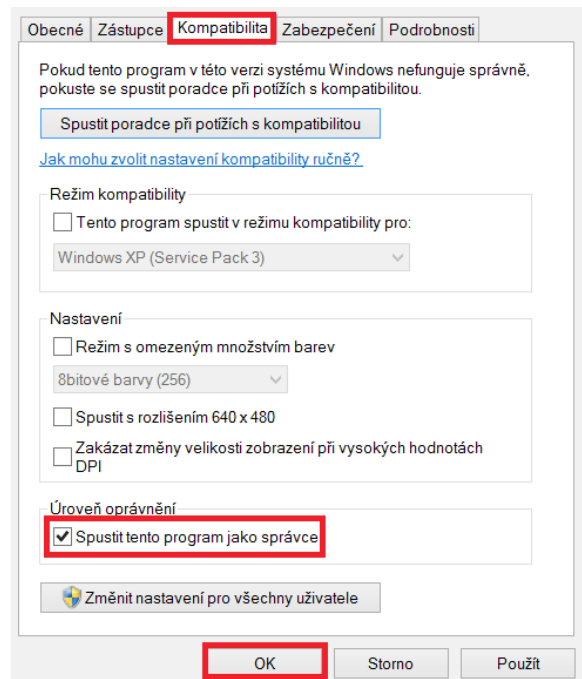 Obecné Zástupce Kompatibilita Zabezpečení Podrobnosti
Pokud tento program v této verzi systému Windows nefunguje správně,
pokuste se spustit poradce při potížích s kompatibilitou.
Spustit poradce při potížích s kompatibilitou
Jak mohu zvolit nastavení kompatibility ručně?
Režim kompatibility
Tento program spustit v režimu kompatibility pro:
Windows XP (Service Pack 3)
Nastavení
Režim s omezeným množstvím barev
8bitové barvy (256)
Spustit s rozlišením 640 x 480
Zakázat změny velikosti zobrazení při vysokých hodnotách
DPI
Úroveň oprávnění
Spustit tento program jako správce
Změnit nastavení pro všechny uživatele
OK Storno Použít